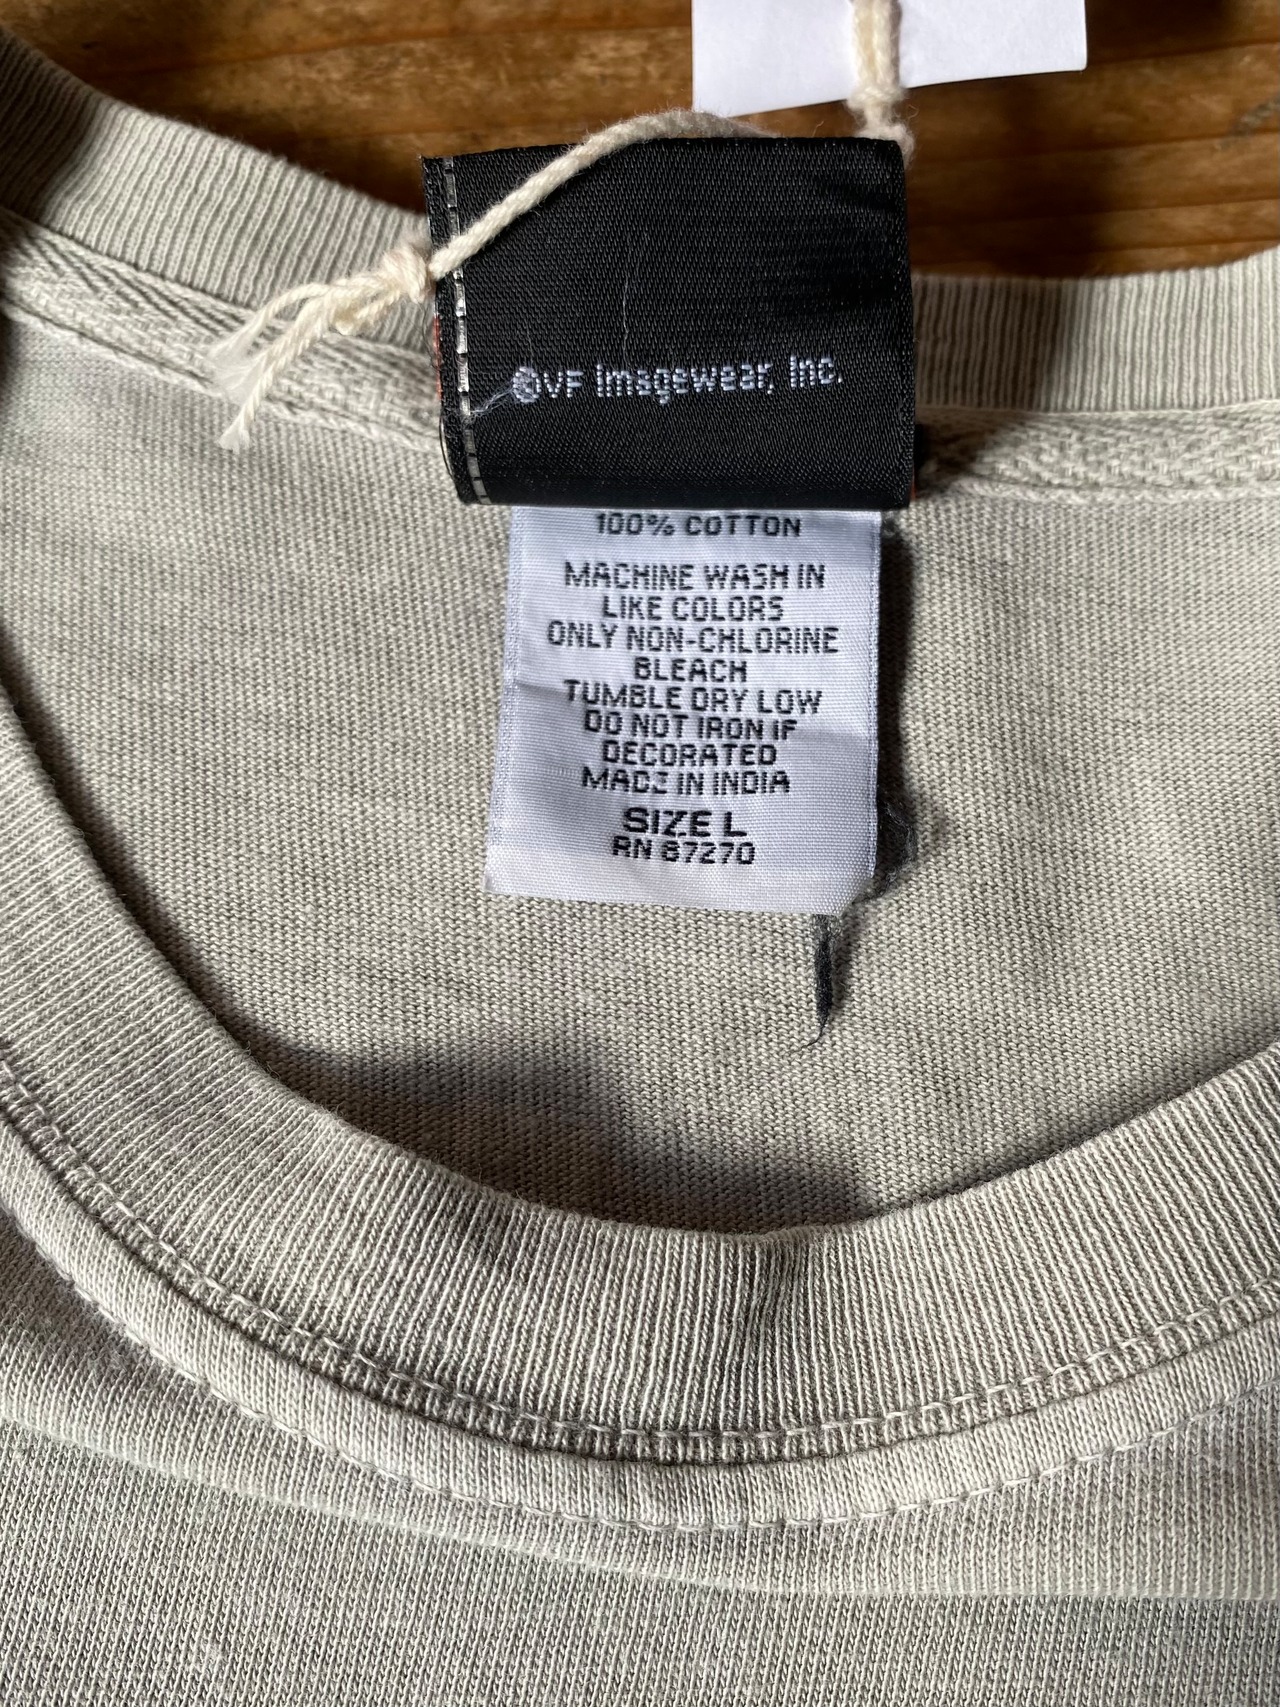 ©VF Imagewear, Inc.
100% COTTON
MACHINE WASH IN
LIKE COLORS
ONLY NON-CHLORINE
BLEACH
TUMBLE DRY LOW
DO NOT IRON IF
DECORATED
MADE IN INDIA
SIZE L
RN 87270